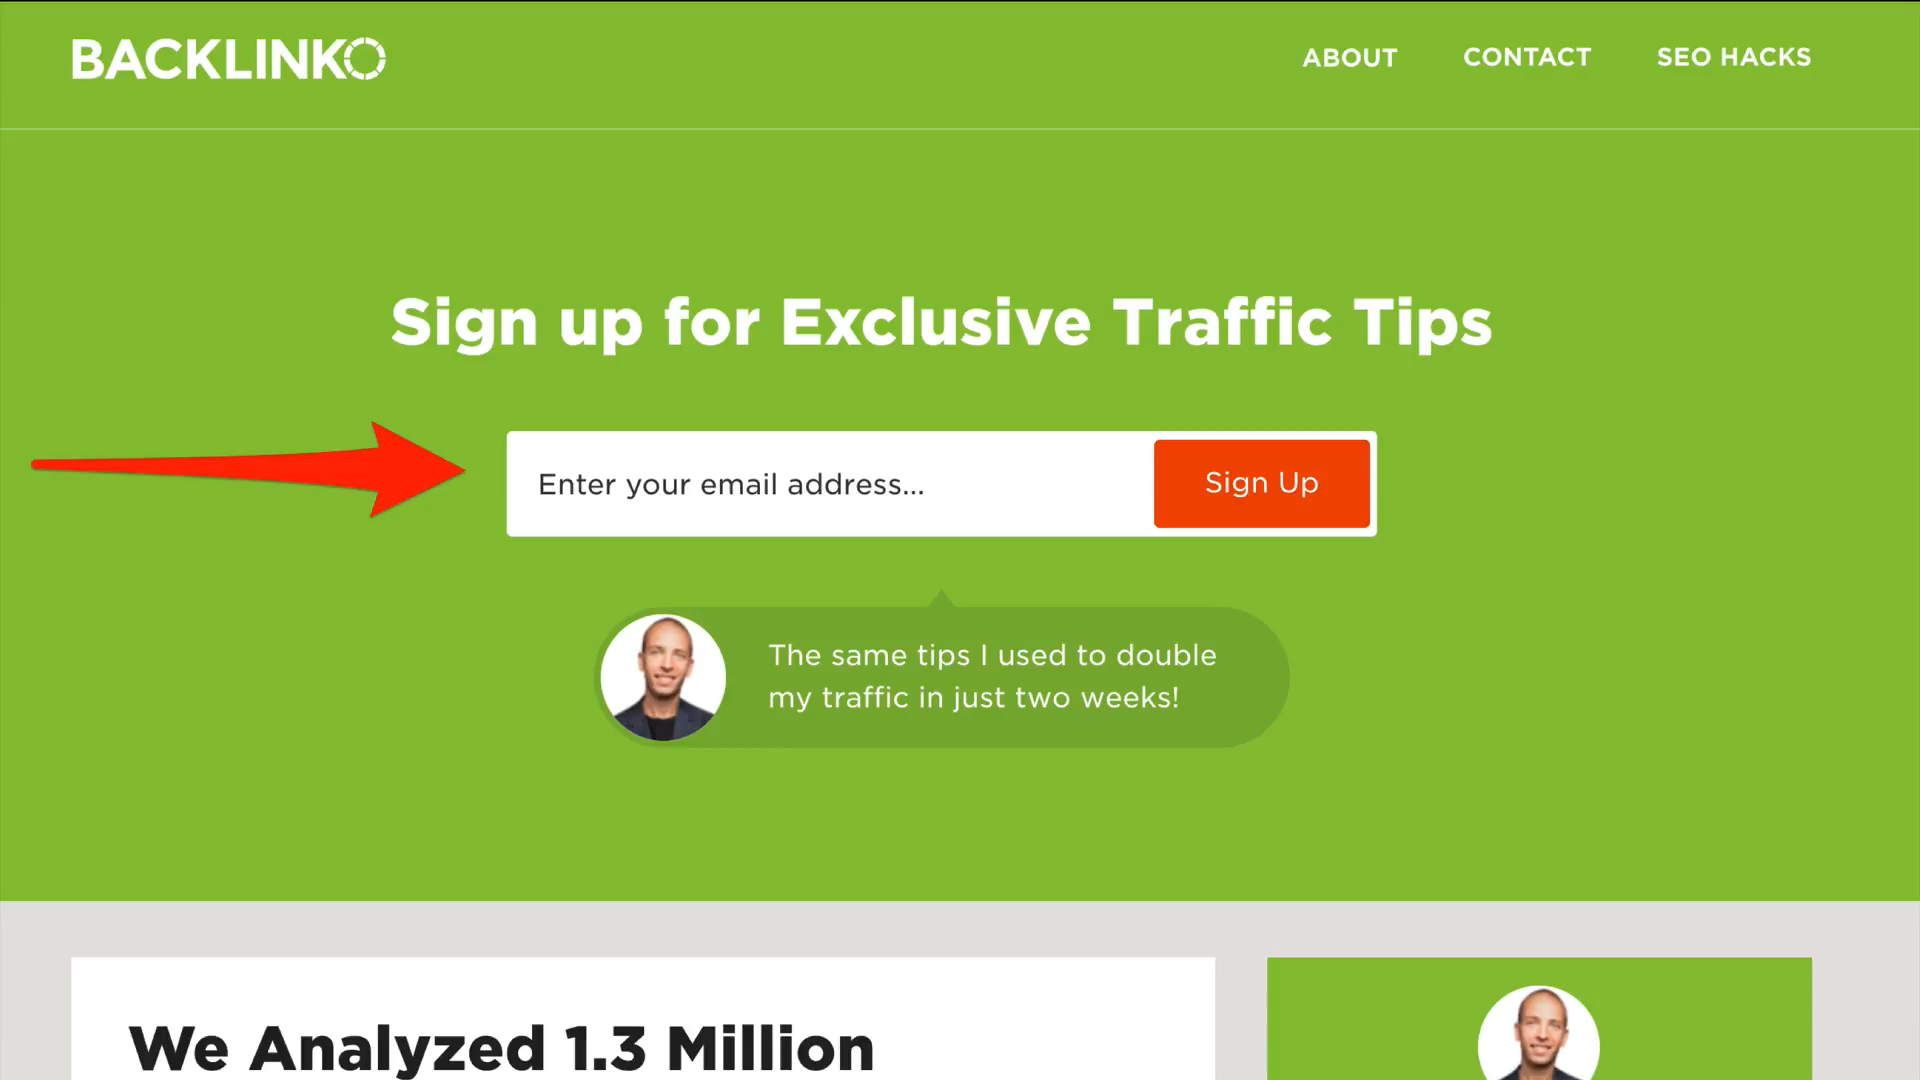 BACKLINKO
ABOUT
CONTACT
SEO HACKS
Sign up for Exclusive Traffic Tips
Enter your email address...
Sign Up
The same tips I used to double
my traffic in just two weeks!
We Analyzed 1.3 Million